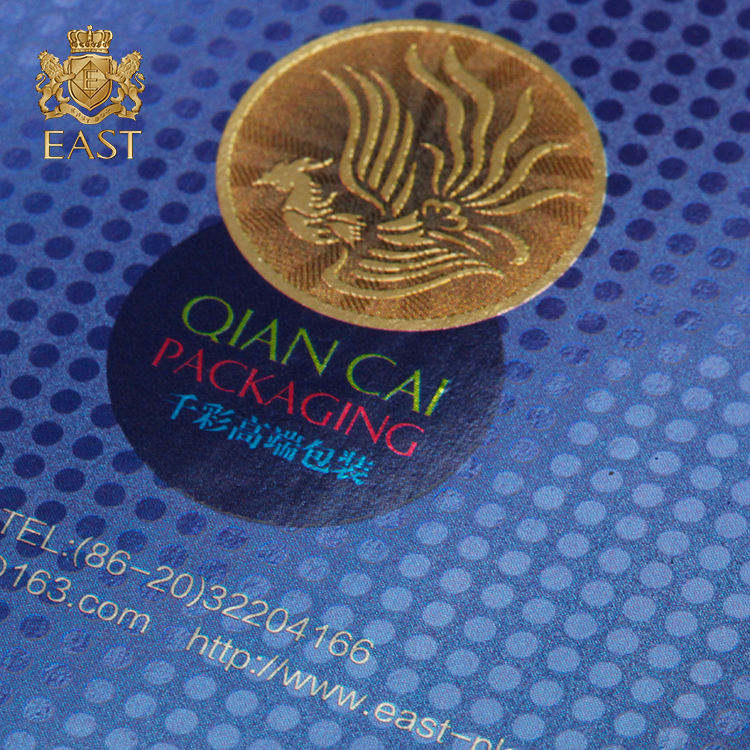 EAST
QIAN CAI
PACKAGING
千彩高端包装
TEL:(86-20)32204166
@163.com http://www.east-pl